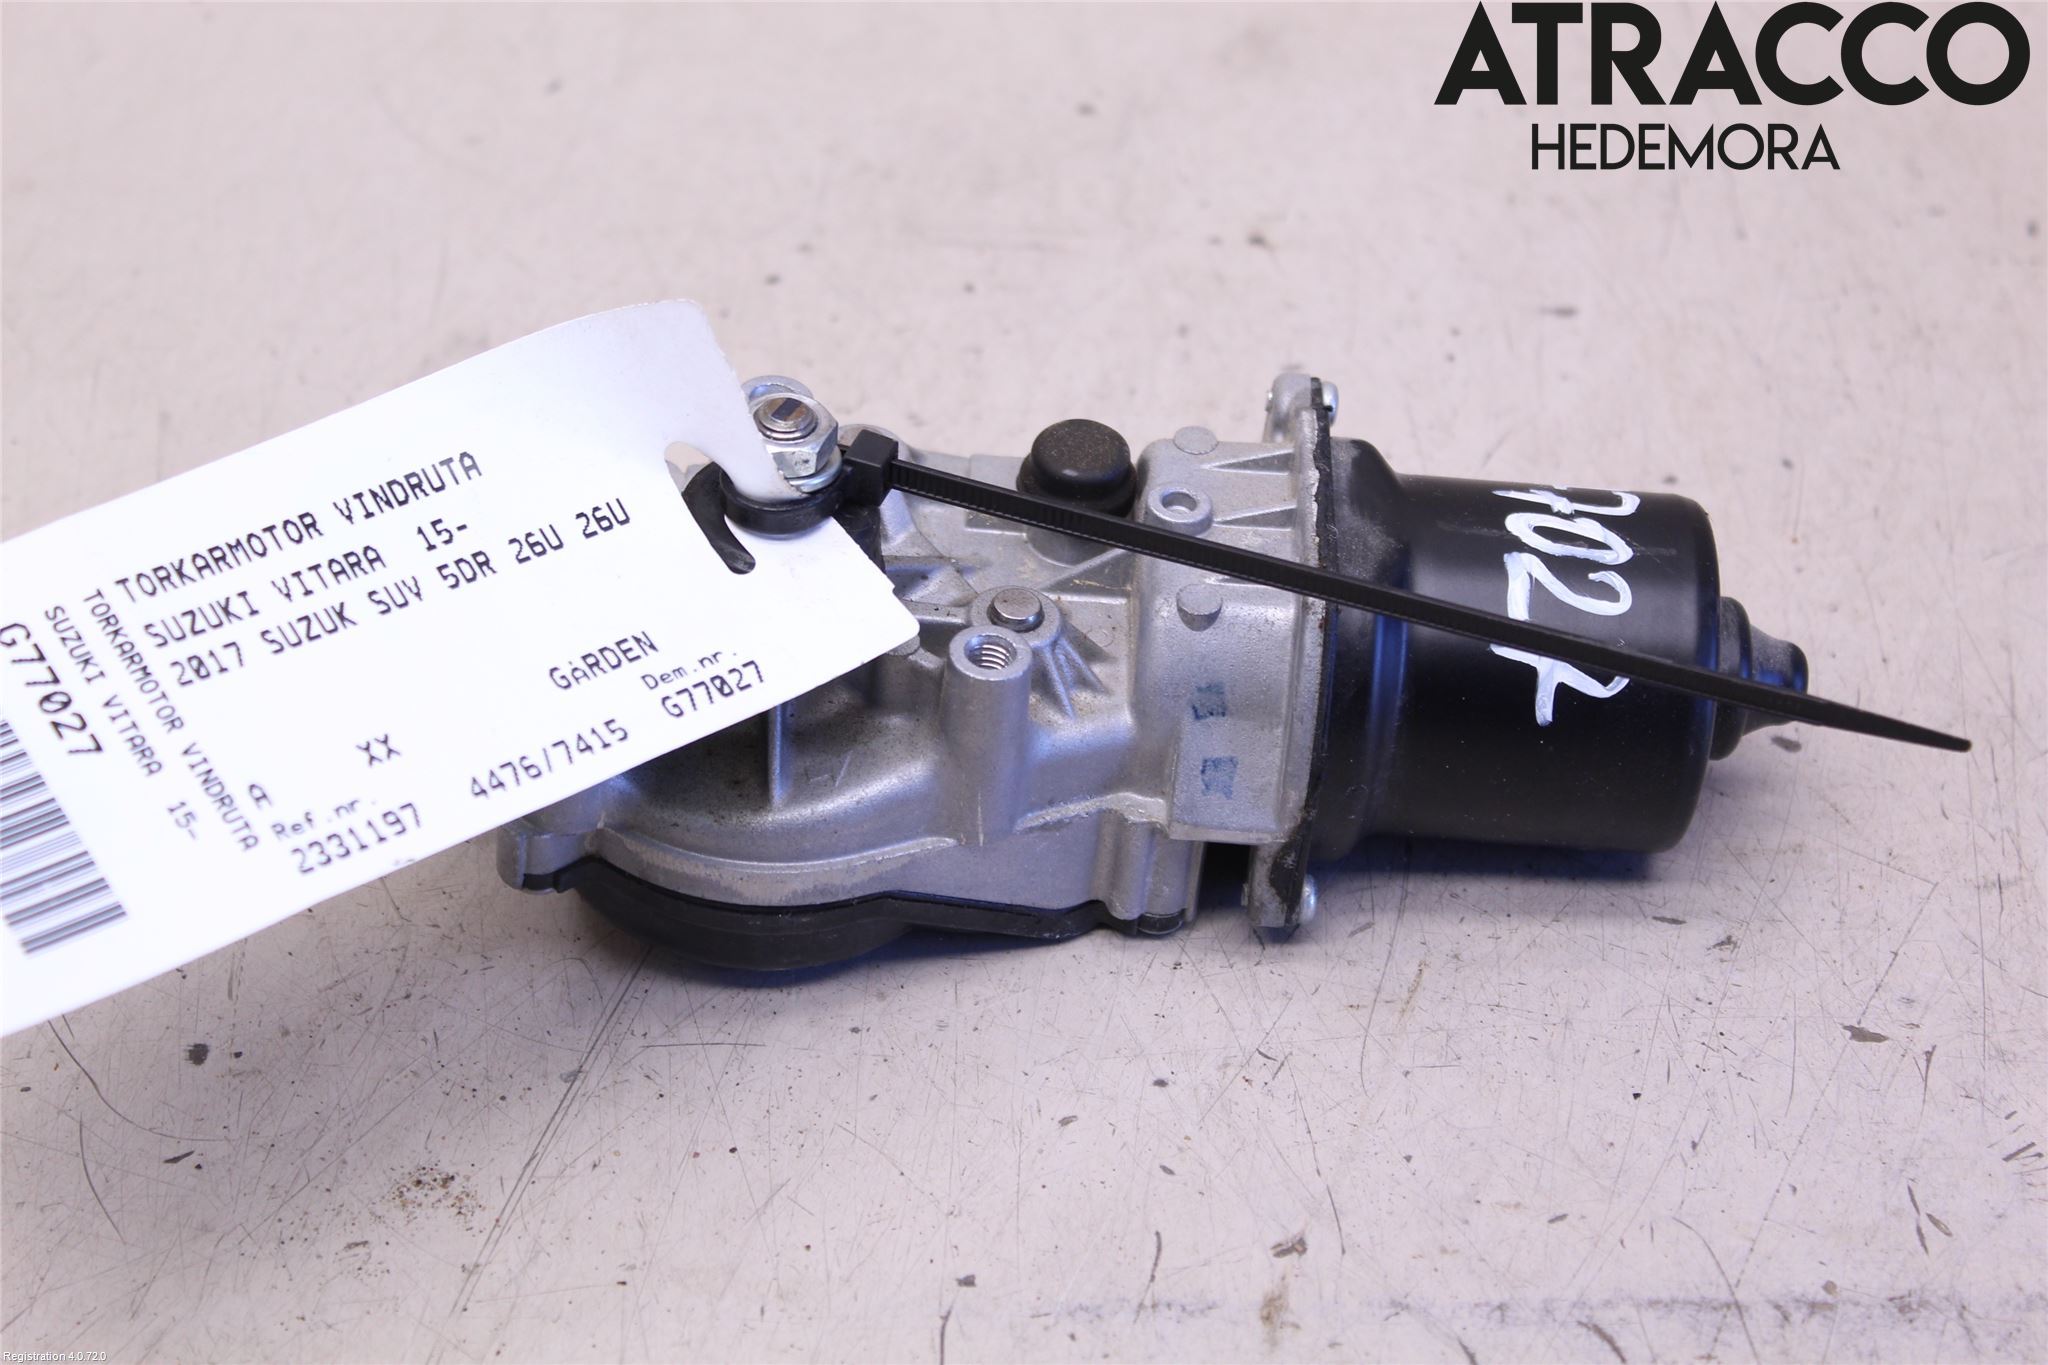 ATRACCO
HEDEMORA
TORKARMOTOR VINDRUTA
SUZUKI VITARA 15-
2017 SUZUK SUV 5DR 26U 26U
GÅRDEN
A XX
Ref.nr. Dem.nr.
2331197 4476/7415 G77027
TORKARMOTOR VINDRUTA
SUZUKI VITARA 15-
G77027
7027
Registration 4.0.72.0